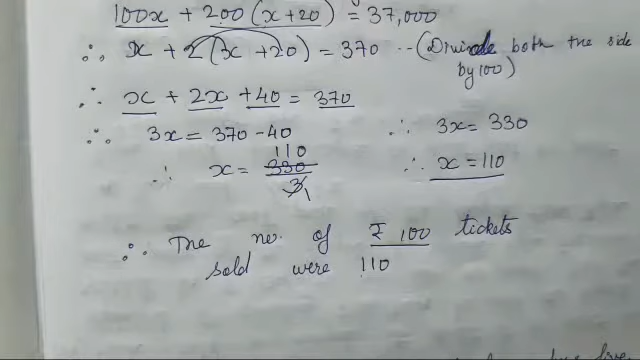 100x + 200(x+20) = 37,000
∴ x + 2(x+20) = 370 --(Divide both the side by 100)
∴ x + 2x + 40 = 370
∴ 3x = 370 - 40 ∴ 3x = 330
110
∴ x = 330/3 1 ∴ x = 110
∴ The no. of ₹ 100 tickets
sold were 110